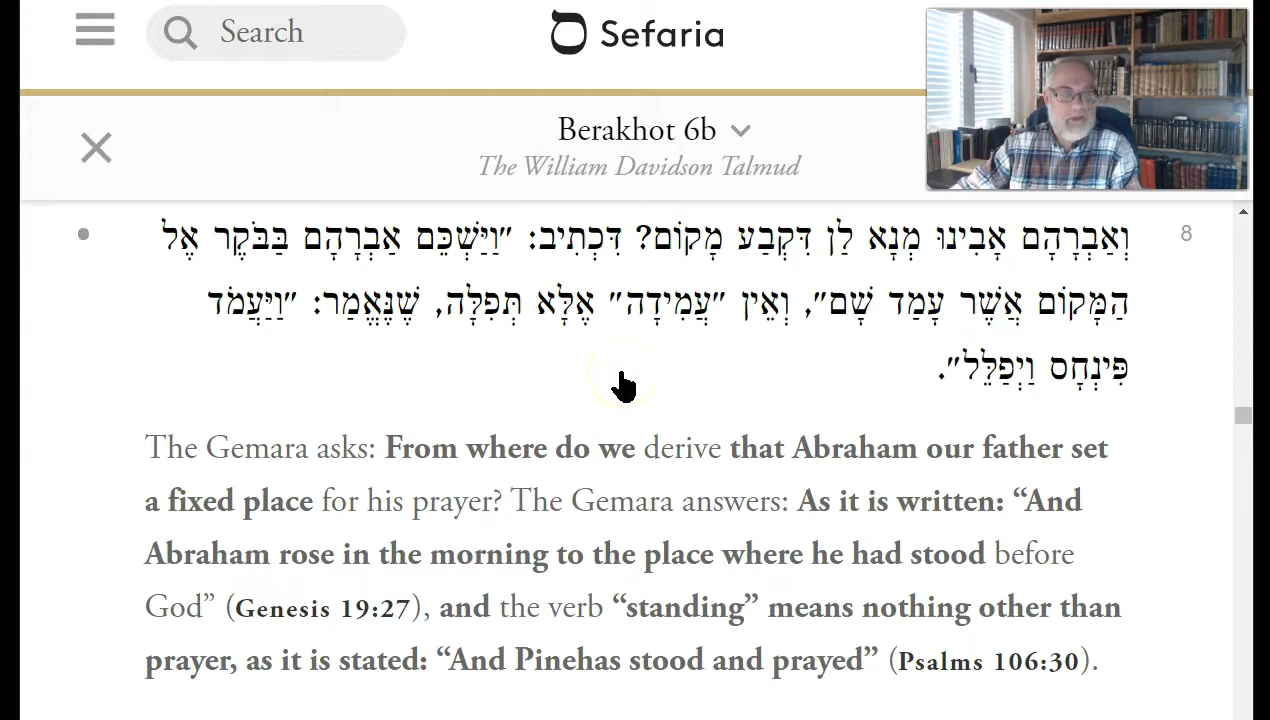 Search
Sefaria
Berakhot 6b
The William Davidson Talmud
8
וְאַבְרָהָם אָבִינוּ מְנָא לַן דִּקְבַע מָקוֹם? דִּכְתִיב: ״וַיַּשְׁכֵּם אַבְרָהָם בַּבֹּקֶר אֶל
הַמָּקוֹם אֲשֶׁר עָמַד שָׁם״, וְאֵין ״עֲמִידָה״ אֶלָּא תְּפִלָּה, שֶׁנֶּאֱמַר: ״וַיַּעֲמֹד
פִּינְחָס וַיְפַלֵּל״.
The Gemara asks: From where do we derive that Abraham our father set
a fixed place for his prayer? The Gemara answers: As it is written: “And
Abraham rose in the morning to the place where he had stood before
God” (Genesis 19:27), and the verb “standing” means nothing other than
prayer, as it is stated: “And Pinehas stood and prayed” (Psalms 106:30).